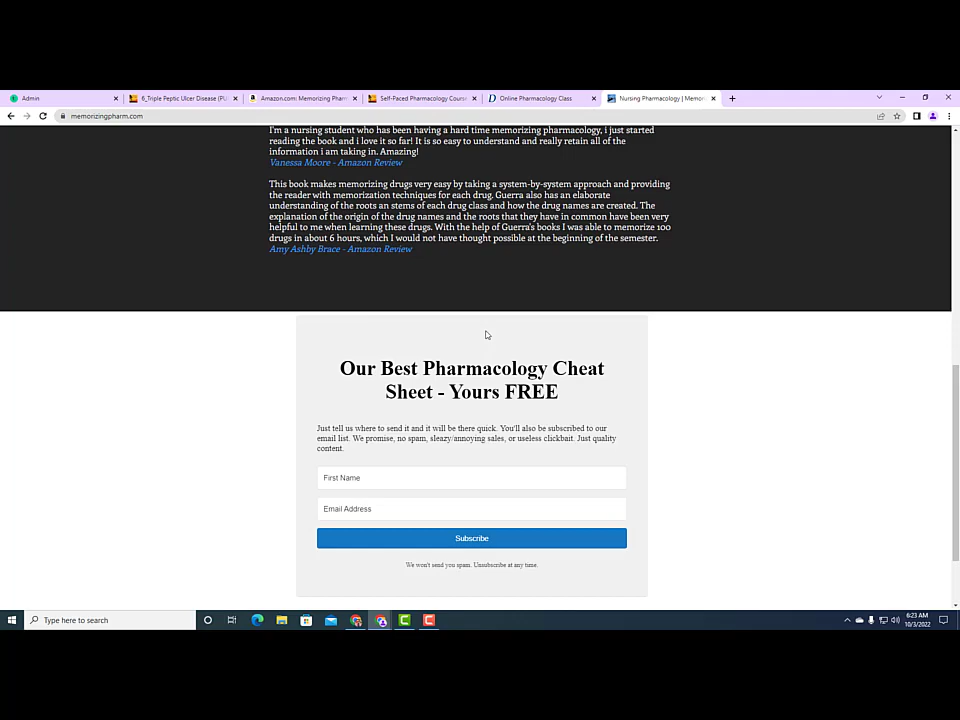 Admin
6_Triple Peptic Ulcer Disease (PU
Amazon.com: Memorizing Pharm
Self-Paced Pharmacology Cours
Online Pharmacology Class
Nursing Pharmacology | Memor
memorizingpharm.com
I'm a nursing student who has been having a hard time memorizing pharmacology, i just started
reading the book and i love it so far! It is so easy to understand and really retain all of the
information i am taking in. Amazing!
Vanessa Moore - Amazon Review
This book makes memorizing drugs very easy by taking a system-by-system approach and providing
the reader with memorization techniques for each drug. Guerra also has an elaborate
understanding of the roots an stems of each drug class and how the drug names are created. The
explanation of the origin of the drug names and the roots that they have in common have been very
helpful to me when learning these drugs. With the help of Guerra's books I was able to memorize 100
drugs in about 6 hours, which I would not have thought possible at the beginning of the semester.
Amy Ashby Brace - Amazon Review
Our Best Pharmacology Cheat
Sheet - Yours FREE
Just tell us where to send it and it will be there quick. You'll also be subscribed to our
email list. We promise, no spam, sleazy/annoying sales, or useless clickbait. Just quality
content.
First Name
Email Address
Subscribe
We won't send you spam. Unsubscribe at any time.
Type here to search
6:23 AM
10/3/2022